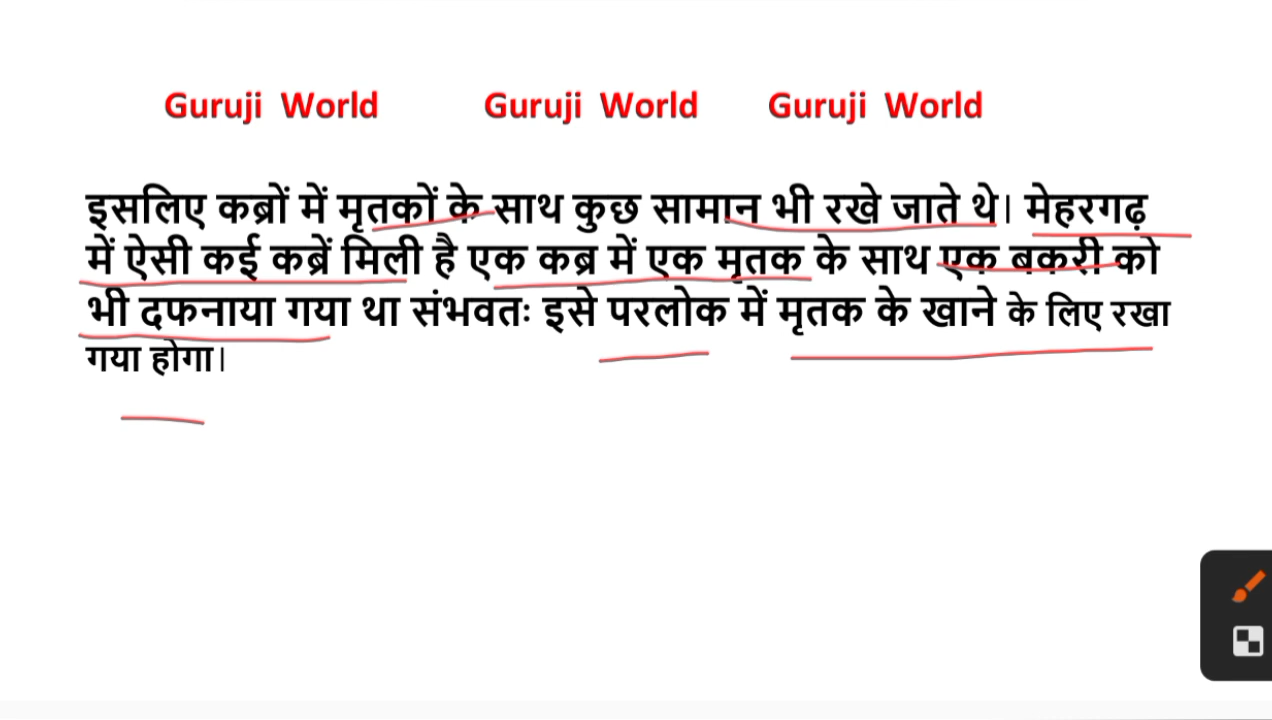 Guruji World Guruji World Guruji World
इसलिए कब्रों में मृतकों के साथ कुछ सामान भी रखे जाते थे। मेहरगढ़
में ऐसी कई कब्रें मिली है एक कब्र में एक मृतक के साथ एक बकरी को
भी दफनाया गया था संभवतः इसे परलोक में मृतक के खाने के लिए रखा
गया होगा।